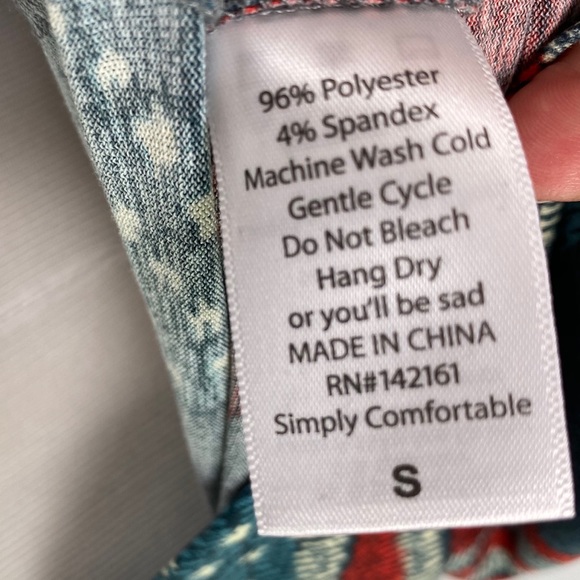 96% Polyester
4% Spandex
Machine Wash Cold
Gentle Cycle
Do Not Bleach
Hang Dry
or you'll be sad
MADE IN CHINA
RN#142161
Simply Comfortable
S